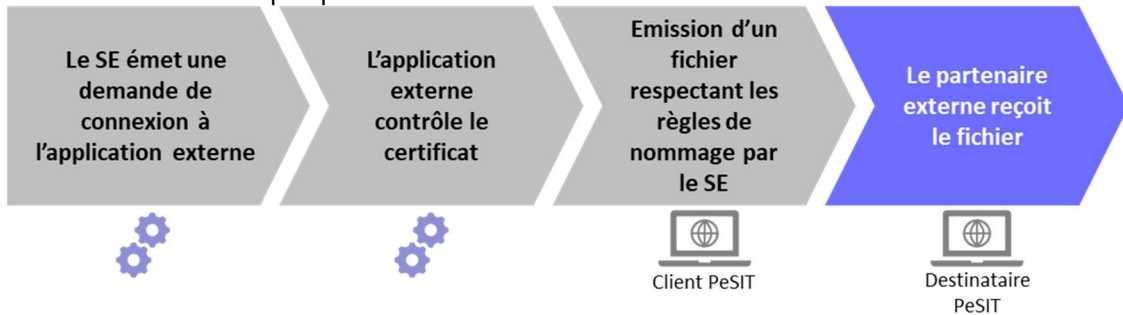 Le SE émet une
demande de
connexion à
l'application externe
L'application
externe
contrôle le
certificat
Emission d'un
fichier
respectant les
règles de
nommage par
le SE
Le partenaire
externe reçoit
le fichier
Client PeSIT
Destinataire
PeSIT